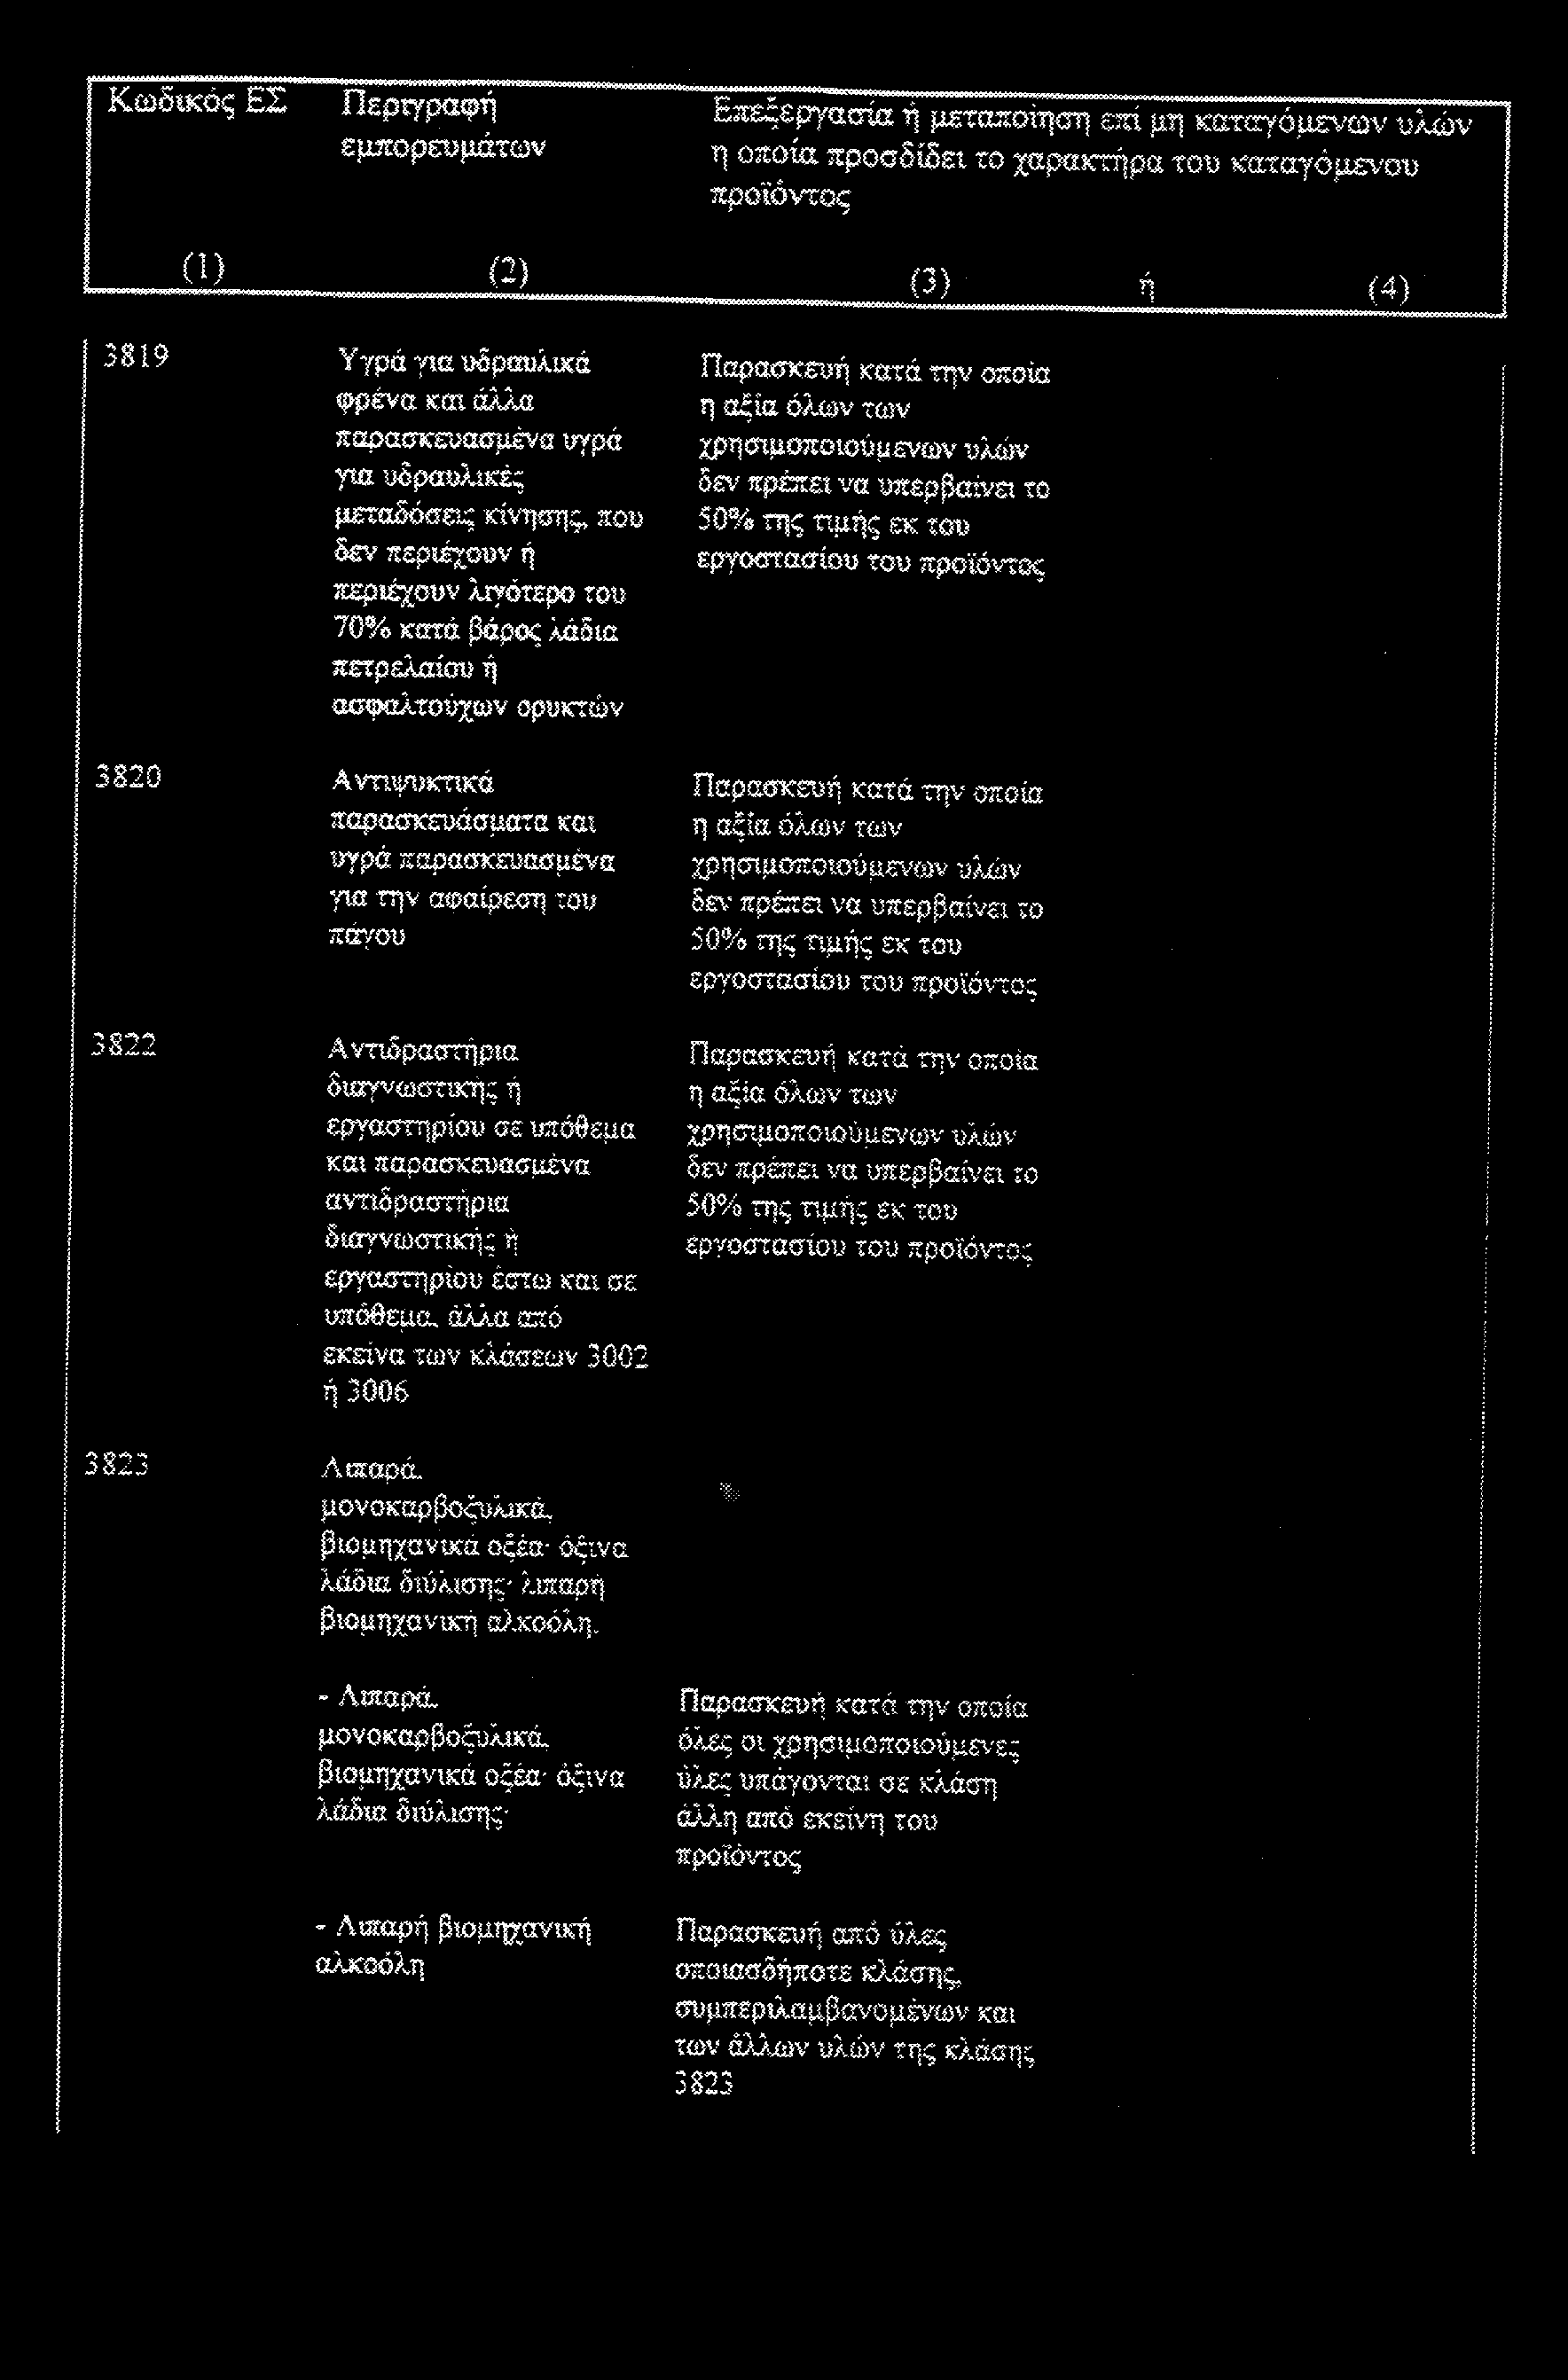 Κωδικός ΕΣ
Περιγραφή
εμπορευμάτων
Επεξεργασία ή μεταποίηση επί μη καταγόμενων υλών
η οποία προσδίδει το χαρακτήρα του καταγόμενου
προϊόντος
(1)
(2)
(3) ή (4)
3819
Υγρά για υδραυλικά
φρένα και άλλα
παρασκευασμένα υγρά
για υδραυλικές
μεταδόσεις κίνησης, που
δεν περιέχουν ή
περιέχουν λιγότερο του
70% κατά βάρος λάδια
πετρελαίου ή
ασφαλτούχων ορυκτών
Παρασκευή κατά την οποία
η αξία όλων των
χρησιμοποιούμενων υλών
δεν πρέπει να υπερβαίνει το
50% της τιμής εκ του
εργοστασίου του προϊόντος
3820
Αντιψυκτικά
παρασκευάσματα και
υγρά παρασκευασμένα
για την αφαίρεση του
πάγου
Παρασκευή κατά την οποία
η αξία όλων των
χρησιμοποιούμενων υλών
δεν πρέπει να υπερβαίνει το
50% της τιμής εκ του
εργοστασίου του προϊόντος
3822
Αντιδραστήρια
διαγνωστικής ή
εργαστηρίου σε υπόθεμα
και παρασκευασμένα
αντιδραστήρια
διαγνωστικής ή
εργαστηρίου έστω και σε
υπόθεμα, άλλα από
εκείνα των κλάσεων 3002
ή 3006
Παρασκευή κατά την οποία
η αξία όλων των
χρησιμοποιούμενων υλών
δεν πρέπει να υπερβαίνει το
50% της τιμής εκ του
εργοστασίου του προϊόντος
3823
Λιπαρά,
μονοκαρβοξυλικά,
βιομηχανικά οξέα· όξινα
λάδια διύλισης· λιπαρή
βιομηχανική αλκοόλη.
- Λιπαρά,
μονοκαρβοξυλικά,
βιομηχανικά οξέα· όξινα
λάδια διύλισης·
Παρασκευή κατά την οποία
όλες οι χρησιμοποιούμενες
ύλες υπάγονται σε κλάση
άλλη από εκείνη του
προϊόντος
- Λιπαρή βιομηχανική
αλκοόλη
Παρασκευή από ύλες
οποιασδήποτε κλάσης,
συμπεριλαμβανομένων και
των άλλων υλών της κλάσης
3823